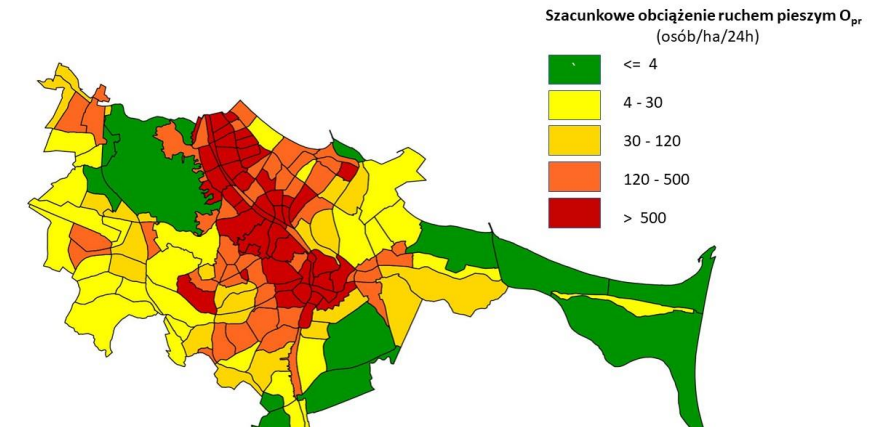 Szacunkowe obciążenie ruchem pieszym Opr
(osób/ha/24h)
<= 4
4 - 30
30 - 120
120 - 500
> 500